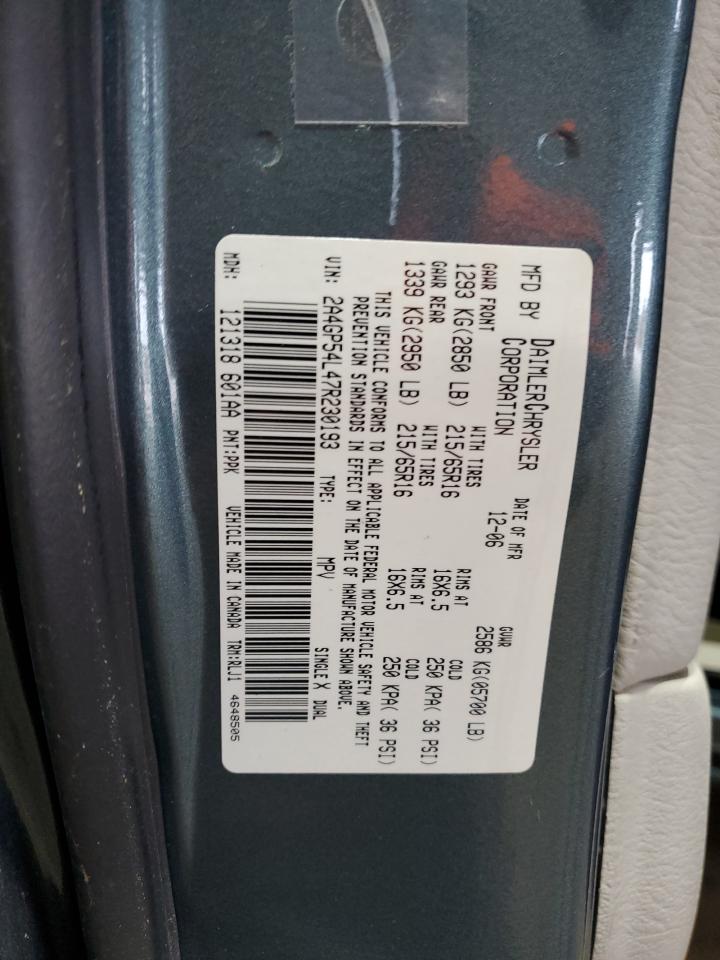 MFD BY DAIMLERCHRYSLER CORPORATION
DATE OF MFR 12-06
GVWR 2586 KG(05700 LB)
GAWR FRONT WITH TIRES RIMS AT COLD
1293 KG(2850 LB) 215/65R16 16X6.5 250 KPA( 36 PSI)
GAWR REAR WITH TIRES RIMS AT COLD
1339 KG(2950 LB) 215/65R16 16X6.5 250 KPA( 36 PSI)
THIS VEHICLE CONFORMS TO ALL APPLICABLE FEDERAL MOTOR VEHICLE SAFETY AND THEFT
PREVENTION STANDARDS IN EFFECT ON THE DATE OF MANUFACTURE SHOWN ABOVE.
VIN: 2A4GP54L47R230193 TYPE: MPV SINGLE X DUAL
MDH: 121318 601AA PNT:PPK VEHICLE MADE IN CANADA TRM:RLJ1 4648505